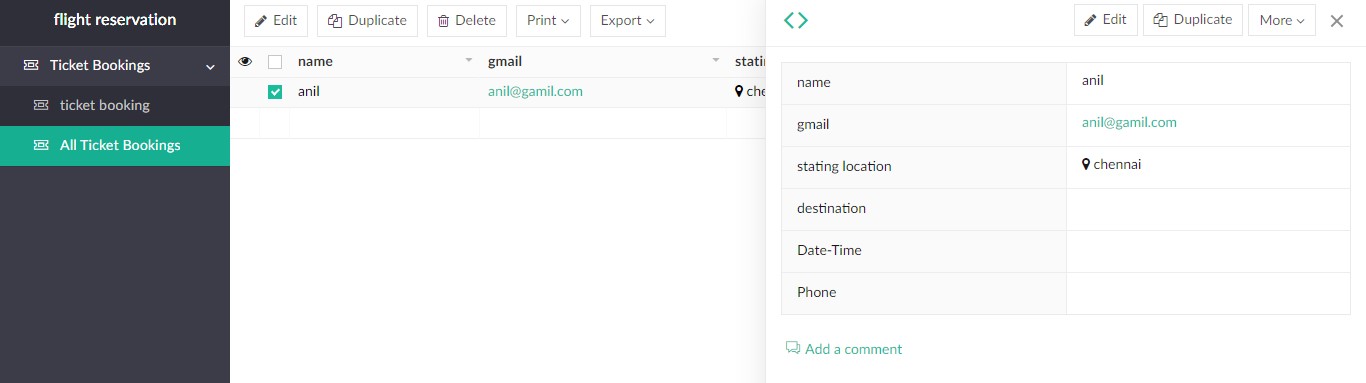 flight reservation
Ticket Bookings
ticket booking
All Ticket Bookings
Edit Duplicate Delete Print Export
name gmail stating
anil anil@gamil.com che
Edit Duplicate More
name anil
gmail anil@gamil.com
stating location chennai
destination
Date-Time
Phone
Add a comment